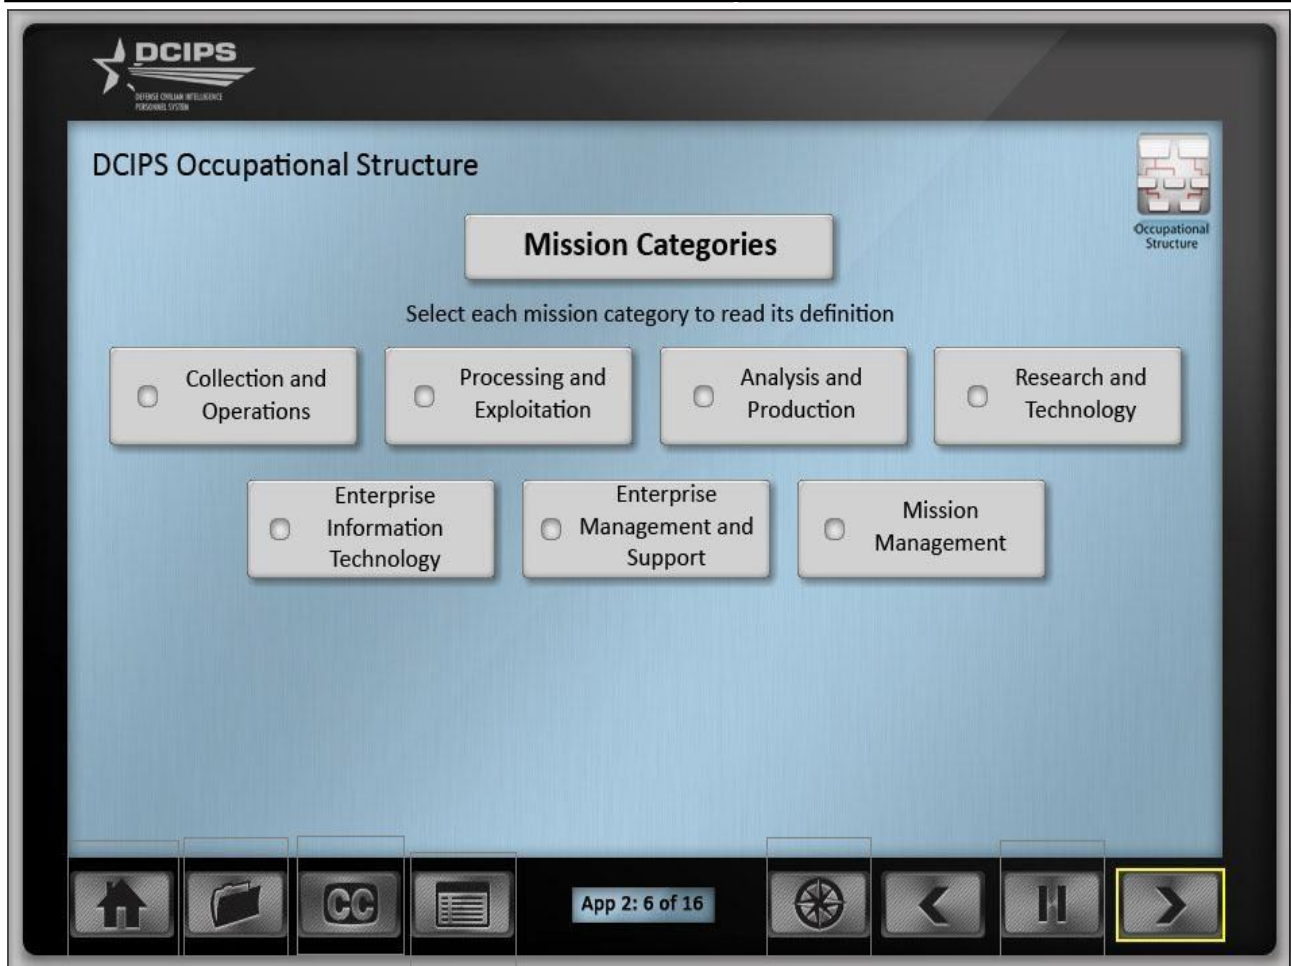 DCIPS
DEFENSE CIVILIAN INTELLIGENCE
PERSONNEL SYSTEM
DCIPS Occupational Structure
Occupational
Structure
Mission Categories
Select each mission category to read its definition
Collection and
Operations
Processing and
Exploitation
Analysis and
Production
Research and
Technology
Enterprise
Information
Technology
Enterprise
Management and
Support
Mission
Management
CC
App 2: 6 of 16